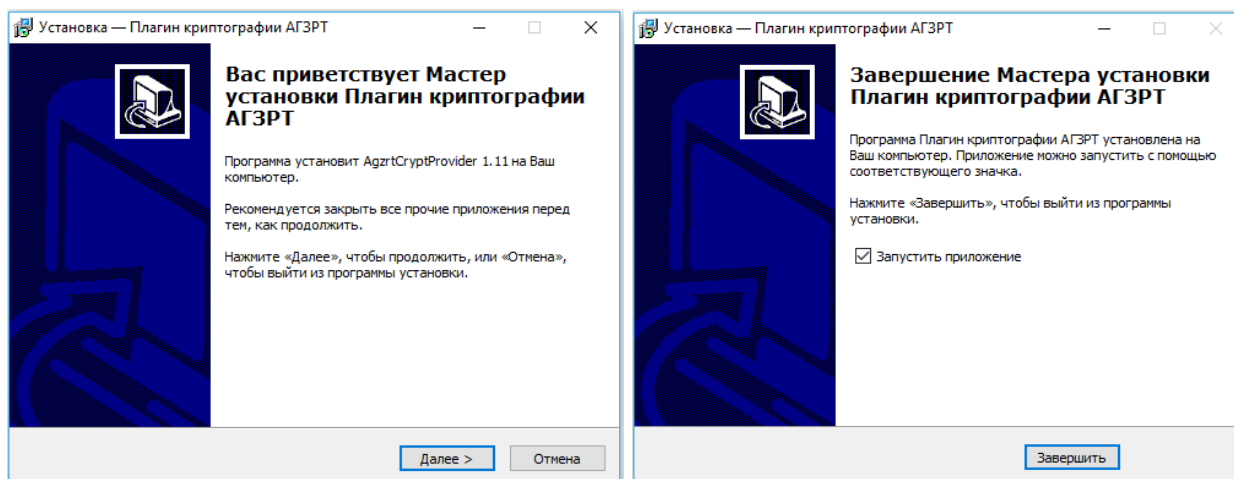 Установка — Плагин криптографии АГЗРТ
Вас приветствует Мастер
установки Плагин криптографии
АГЗРТ
Программа установит AgzrtCryptProvider 1.11 на Ваш
компьютер.
Рекомендуется закрыть все прочие приложения перед
тем, как продолжить.
Нажмите «Далее», чтобы продолжить, или «Отмена»,
чтобы выйти из программы установки.
Далее >
Отмена
Установка — Плагин криптографии АГЗРТ
Завершение Мастера установки
Плагин криптографии АГЗРТ
Программа Плагин криптографии АГЗРТ установлена на
Ваш компьютер. Приложение можно запустить с помощью
соответствующего значка.
Нажмите «Завершить», чтобы выйти из программы
установки.
Запустить приложение
Завершить